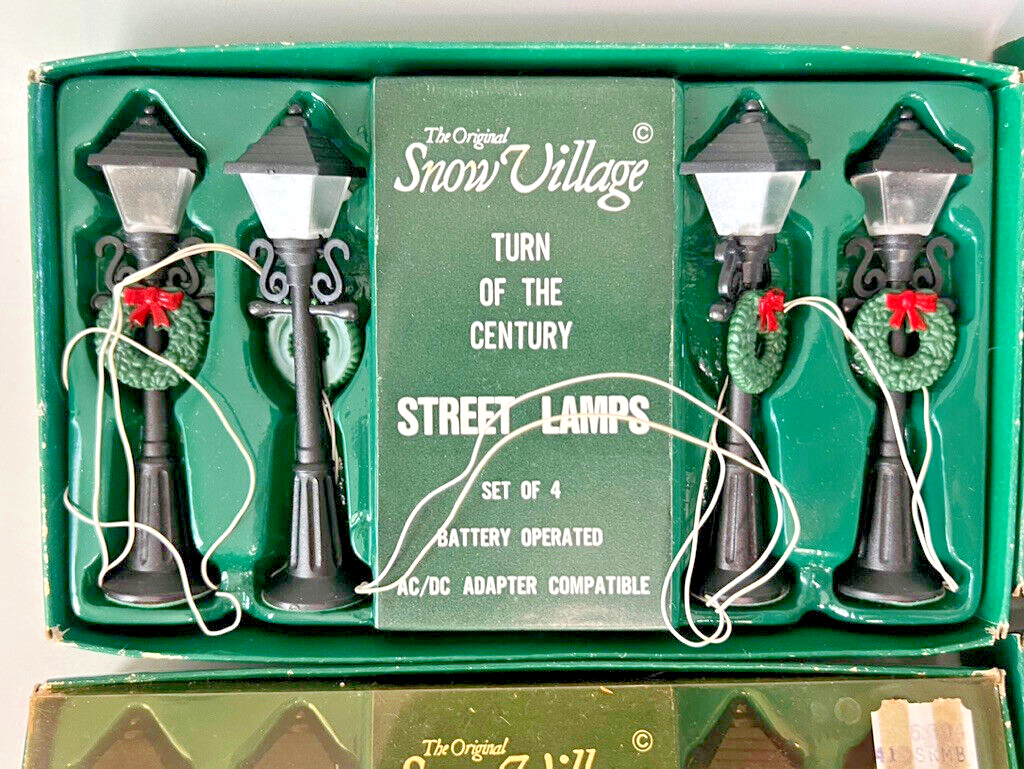 The Original ©
Snow Village
TURN
OF THE
CENTURY
STREET LAMPS
SET OF 4
BATTERY OPERATED
AC/DC ADAPTER COMPATIBLE
The Original ©